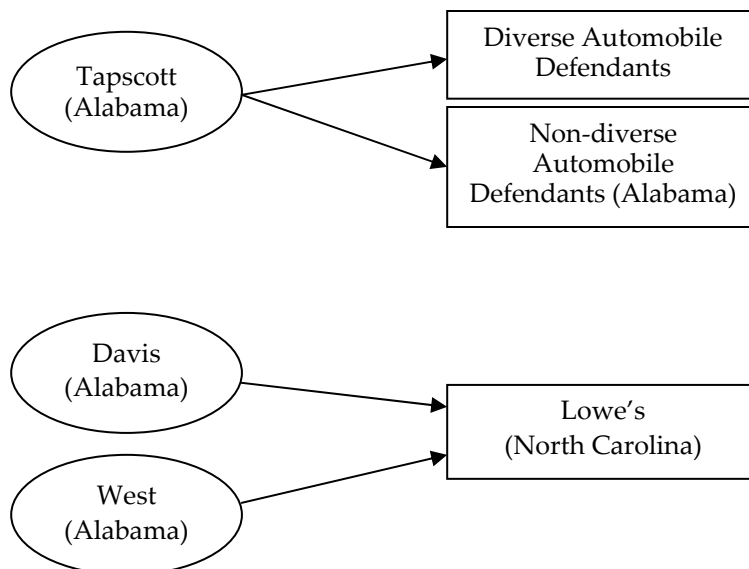 Tapscott
(Alabama)
Diverse Automobile
Defendants
Non-diverse
Automobile
Defendants (Alabama)
Davis
(Alabama)
West
(Alabama)
Lowe’s
(North Carolina)